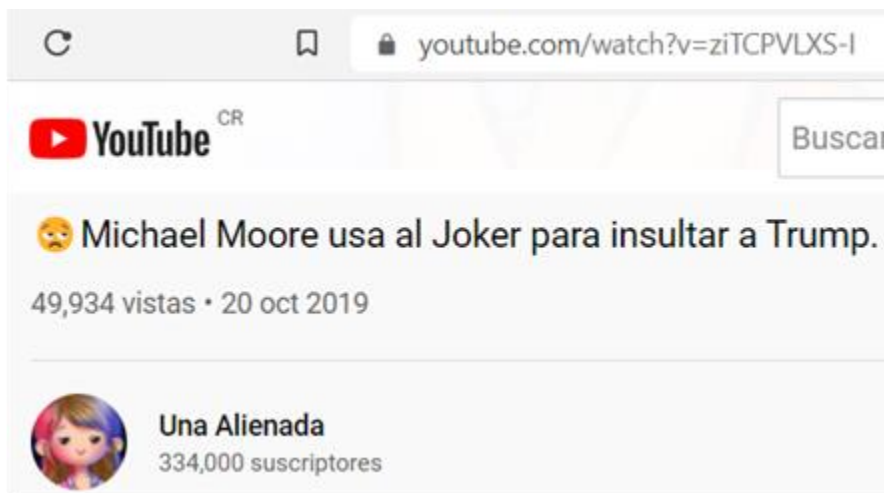 youtube.com/watch?v=ziTCPVLXS-I
YouTube CR
Buscar
😒Michael Moore usa al Joker para insultar a Trump.
49,934 vistas • 20 oct 2019
Una Alienada
334,000 suscriptores